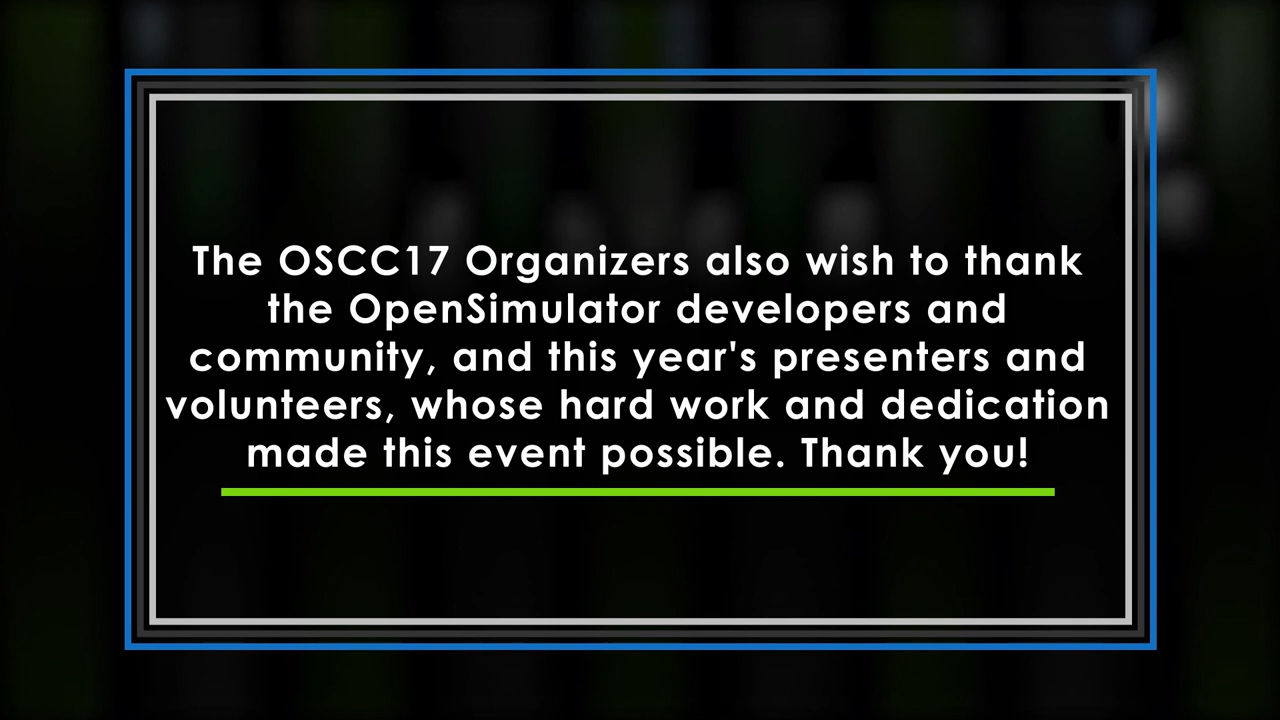 The OSCC17 Organizers also wish to thank
the OpenSimulator developers and
community, and this year's presenters and
volunteers, whose hard work and dedication
made this event possible. Thank you!